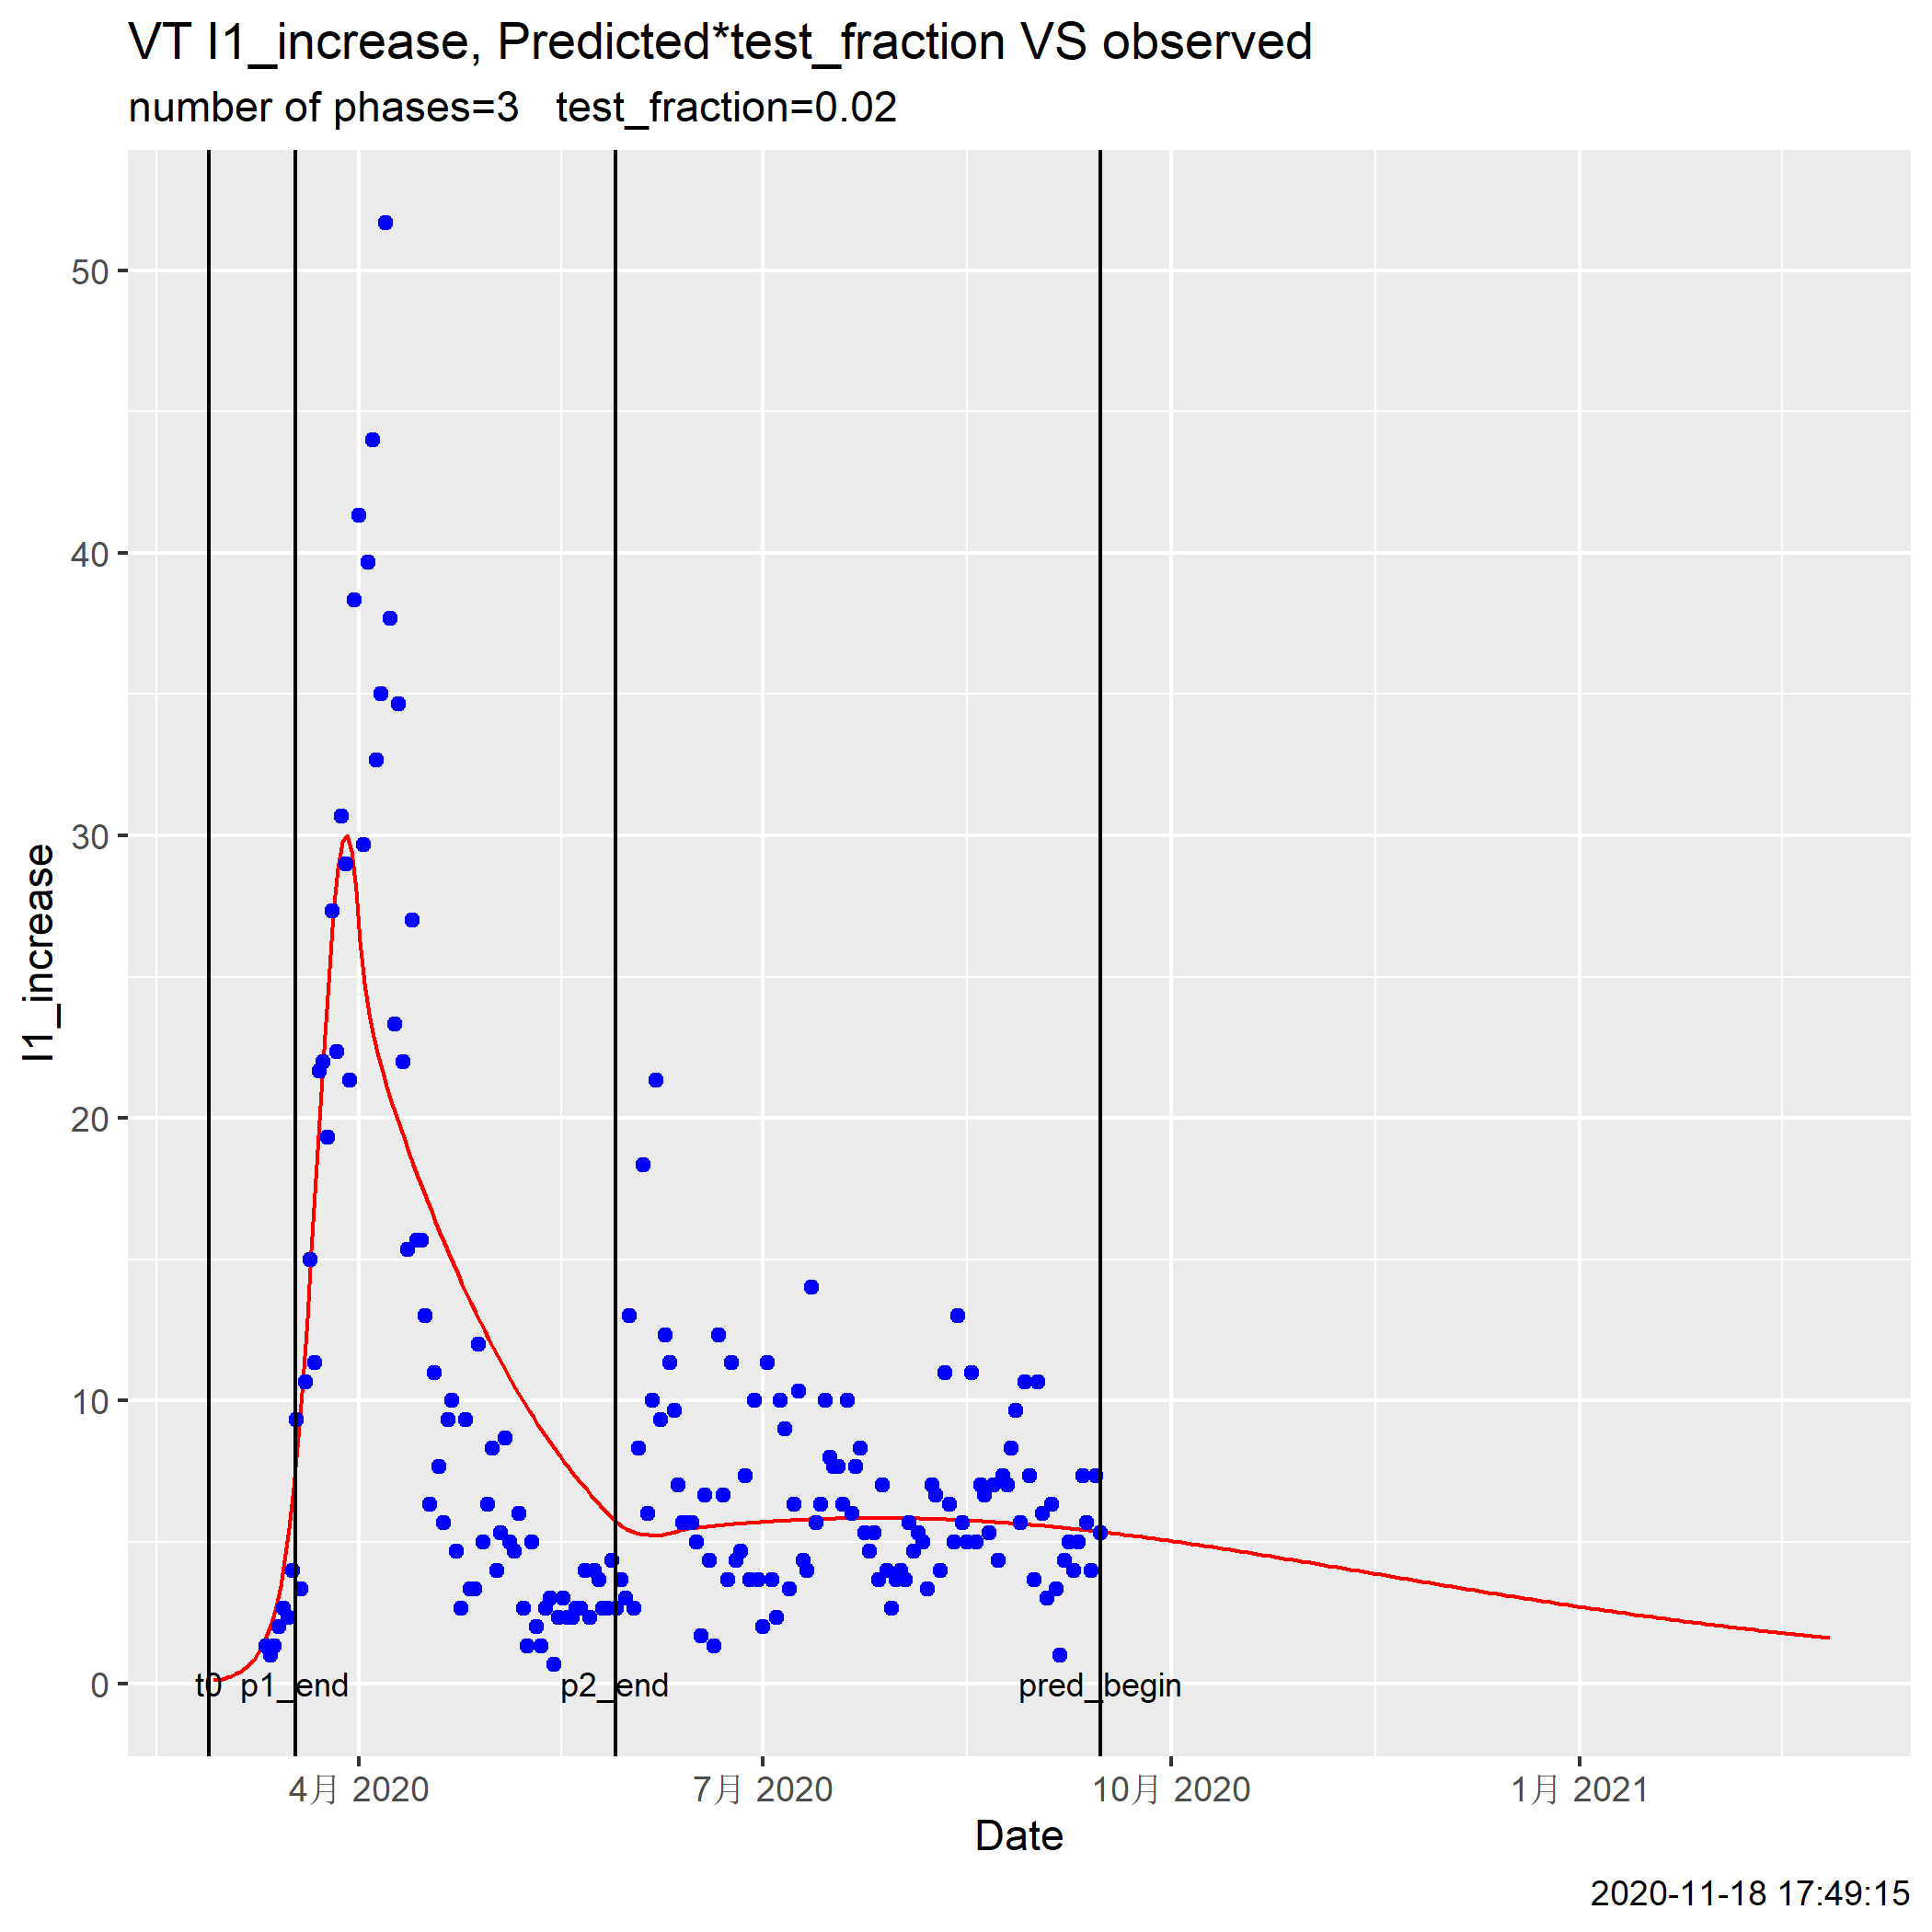 VT I1_increase, Predicted*test_fraction VS observed
number of phases=3   test_fraction=0.02
I1_increase
50
40
30
20
10
0
t0 p1_end p2_end pred_begin
4月 2020 7月 2020 10月 2020 1月 2021
Date
2020-11-18 17:49:15